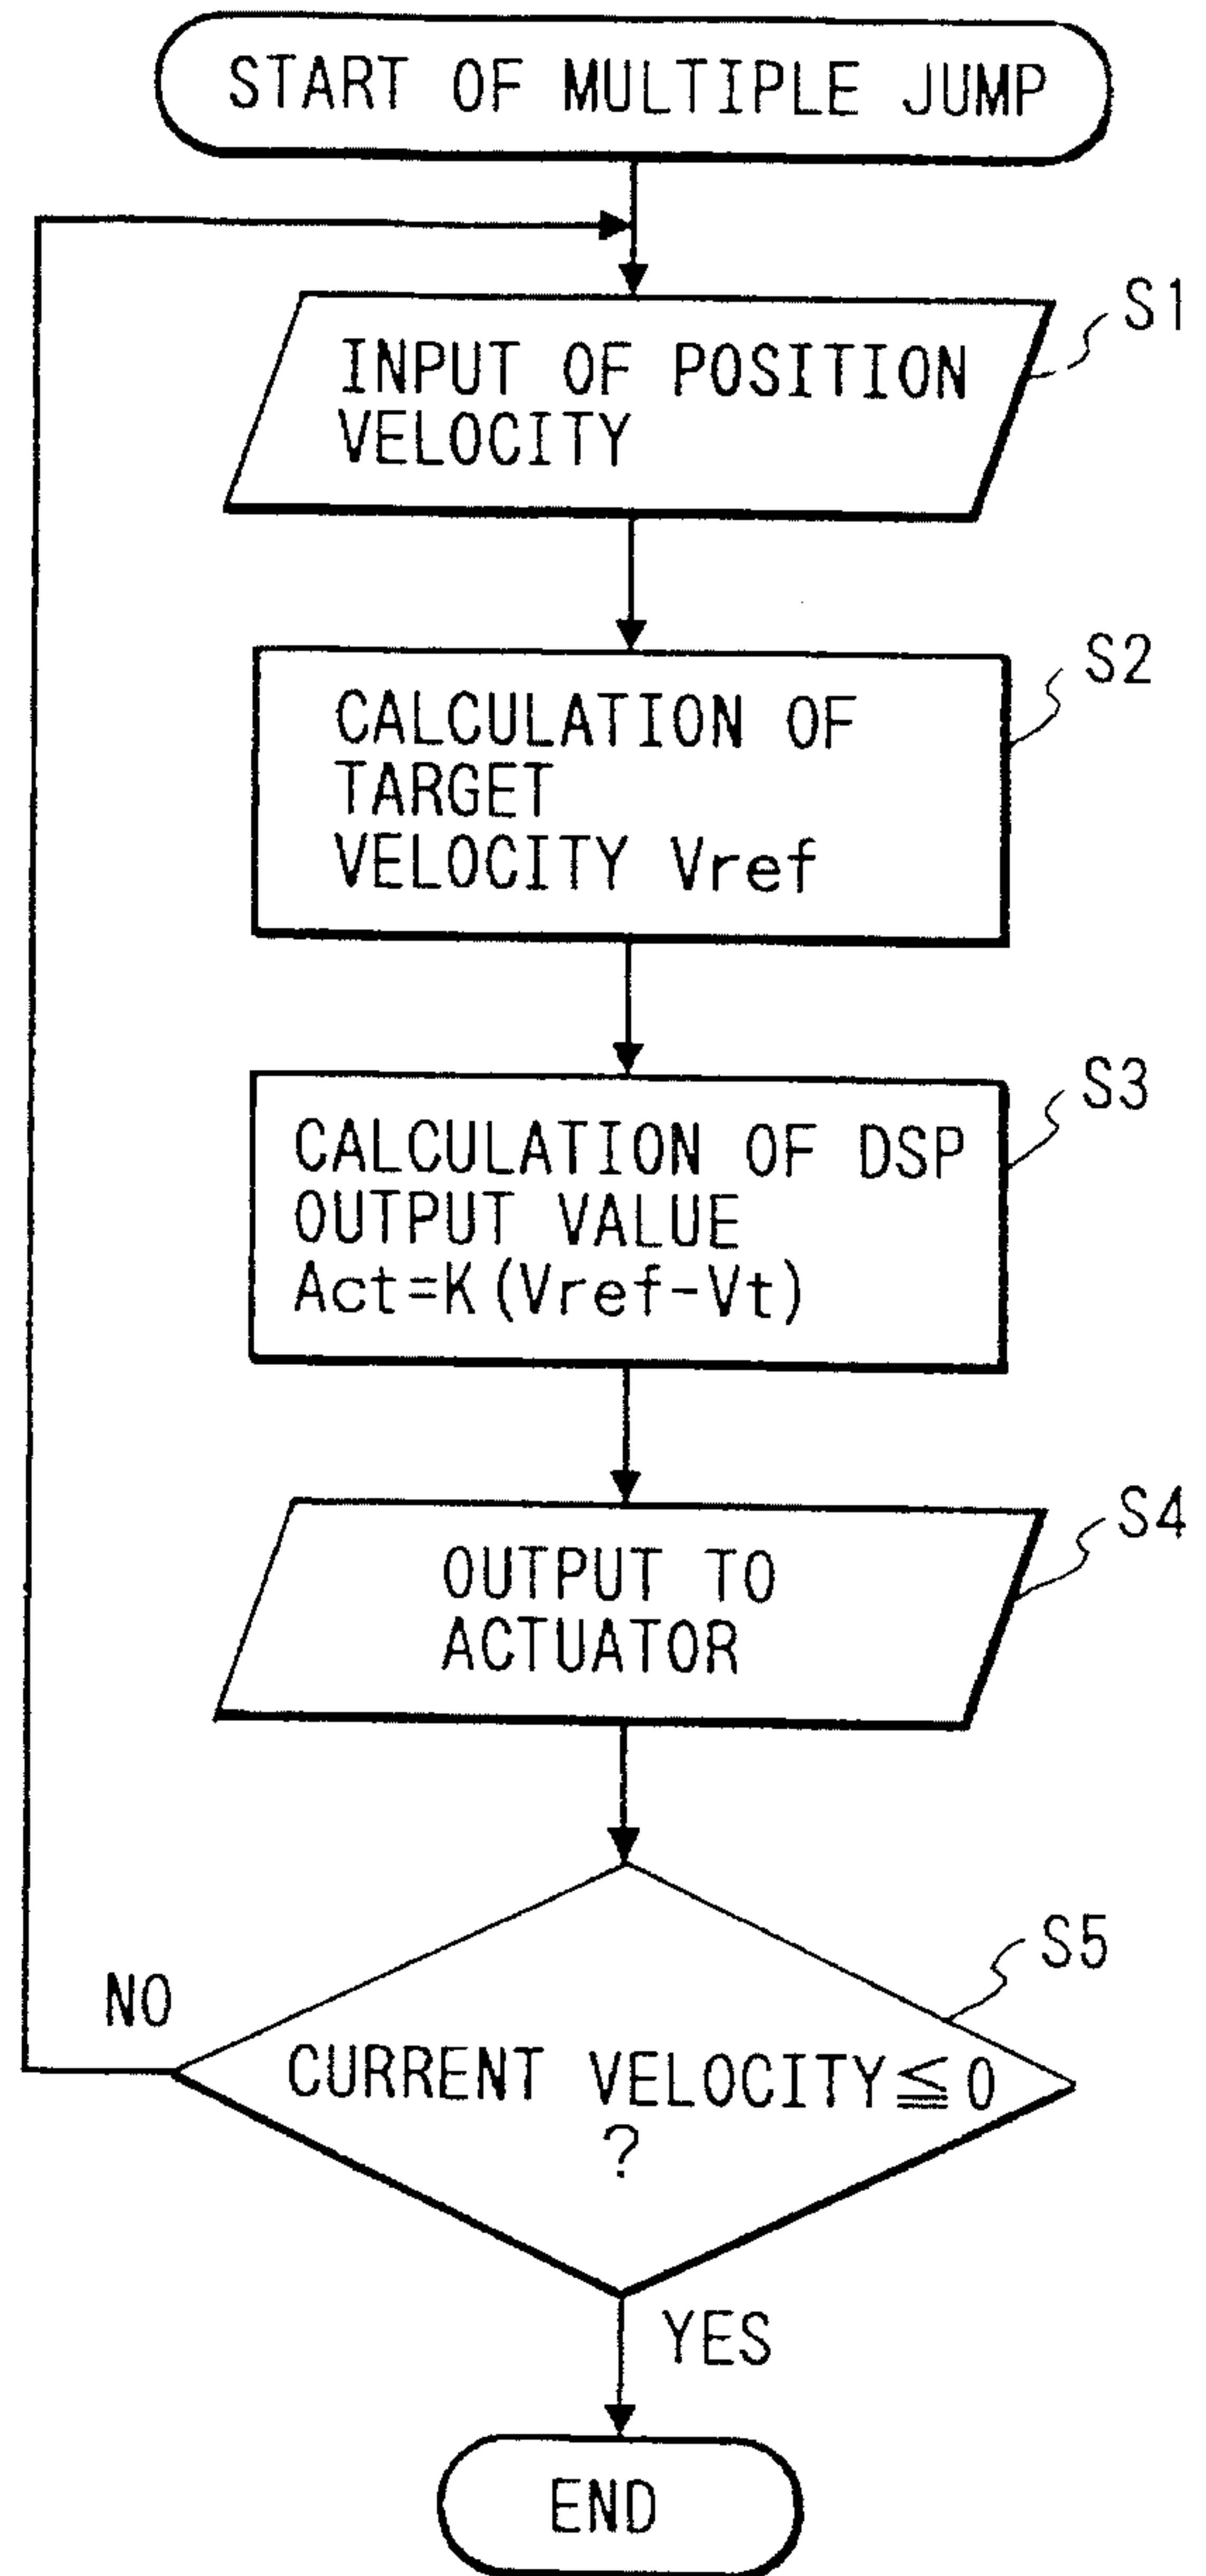 START OF MULTIPLE JUMP
S1
INPUT OF POSITION
VELOCITY
S2
CALCULATION OF
TARGET
VELOCITY Vref
S3
CALCULATION OF DSP
OUTPUT VALUE
Act=K(Vref-Vt)
S4
OUTPUT TO
ACTUATOR
S5
NO
CURRENT VELOCITY≦0
?
YES
END